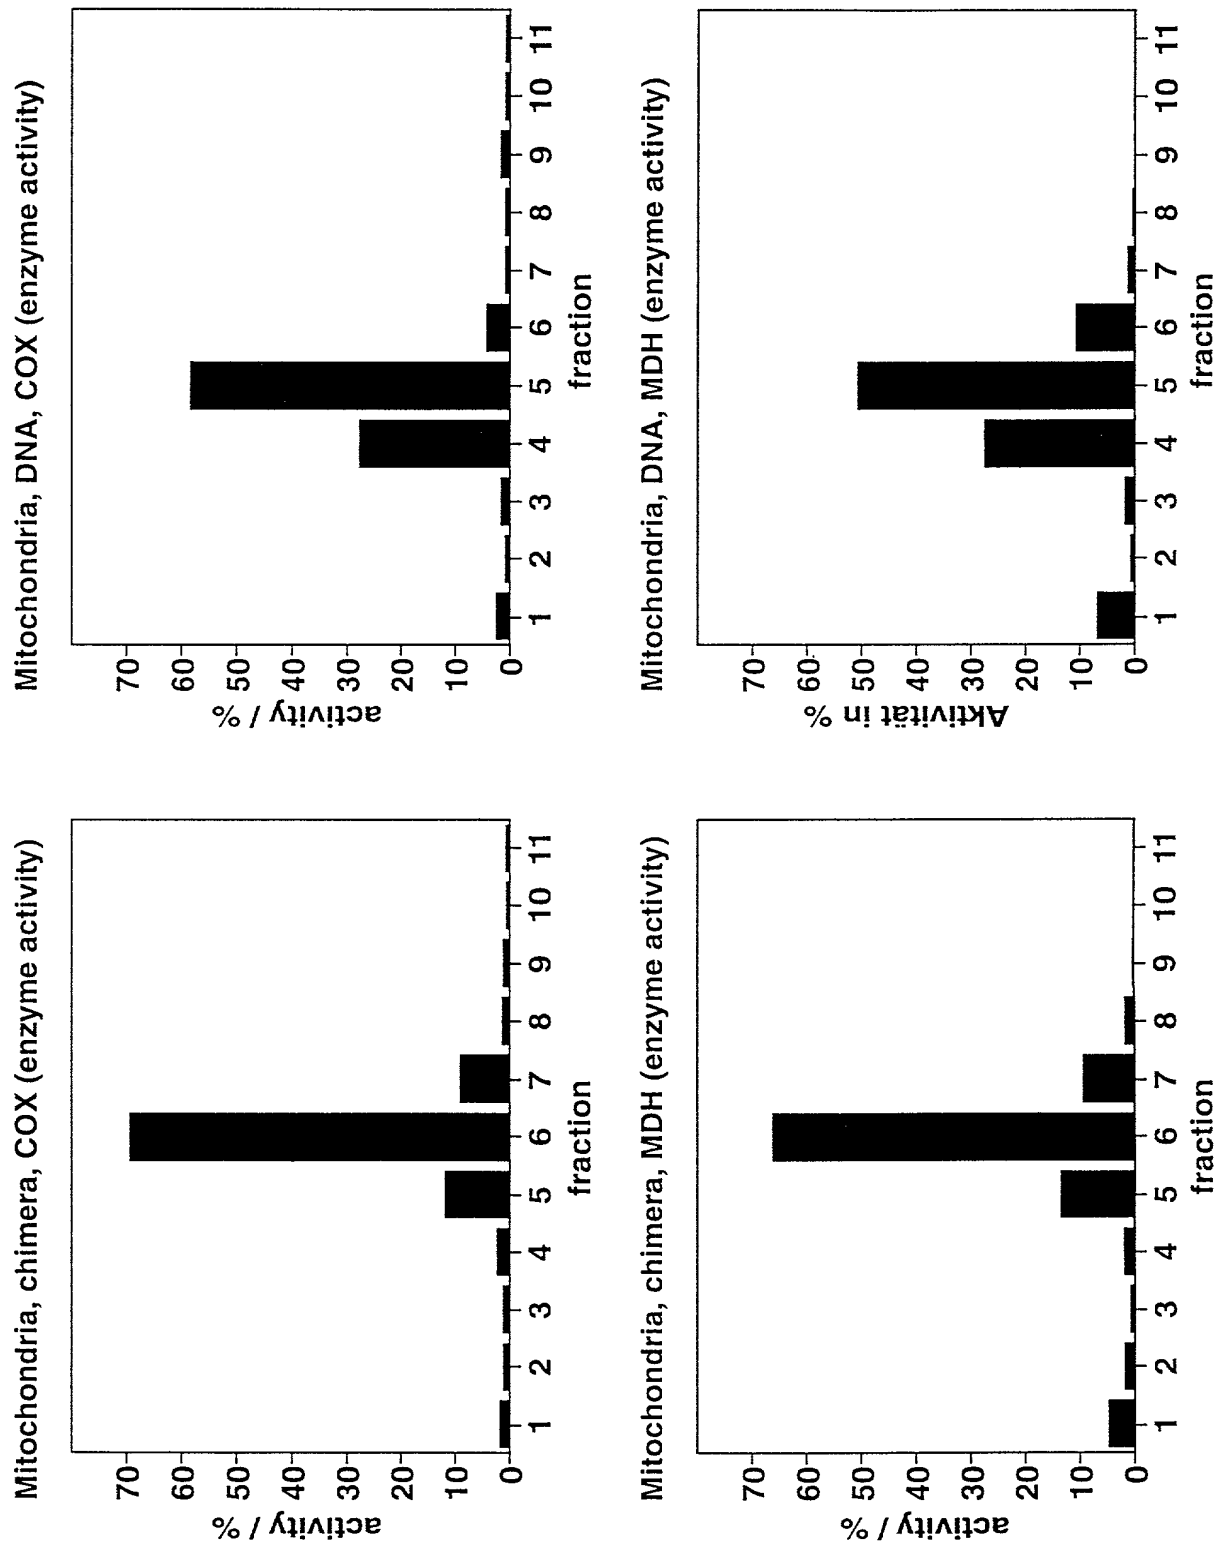 Mitochondria, chimera, COX (enzyme activity)
activity / %
70
60
50
40
30
20
10
0
1 2 3 4 5 6 7 8 9 10 11
fraction
Mitochondria, DNA, COX (enzyme activity)
activity / %
70
60
50
40
30
20
10
0
1 2 3 4 5 6 7 8 9 10 11
fraction
Mitochondria, chimera, MDH (enzyme activity)
activity / %
70
60
50
40
30
20
10
0
1 2 3 4 5 6 7 8 9 10 11
fraction
Mitochondria, DNA, MDH (enzyme activity)
Aktivität in %
70
60
50
40
30
20
10
0
1 2 3 4 5 6 7 8 9 10 11
fraction